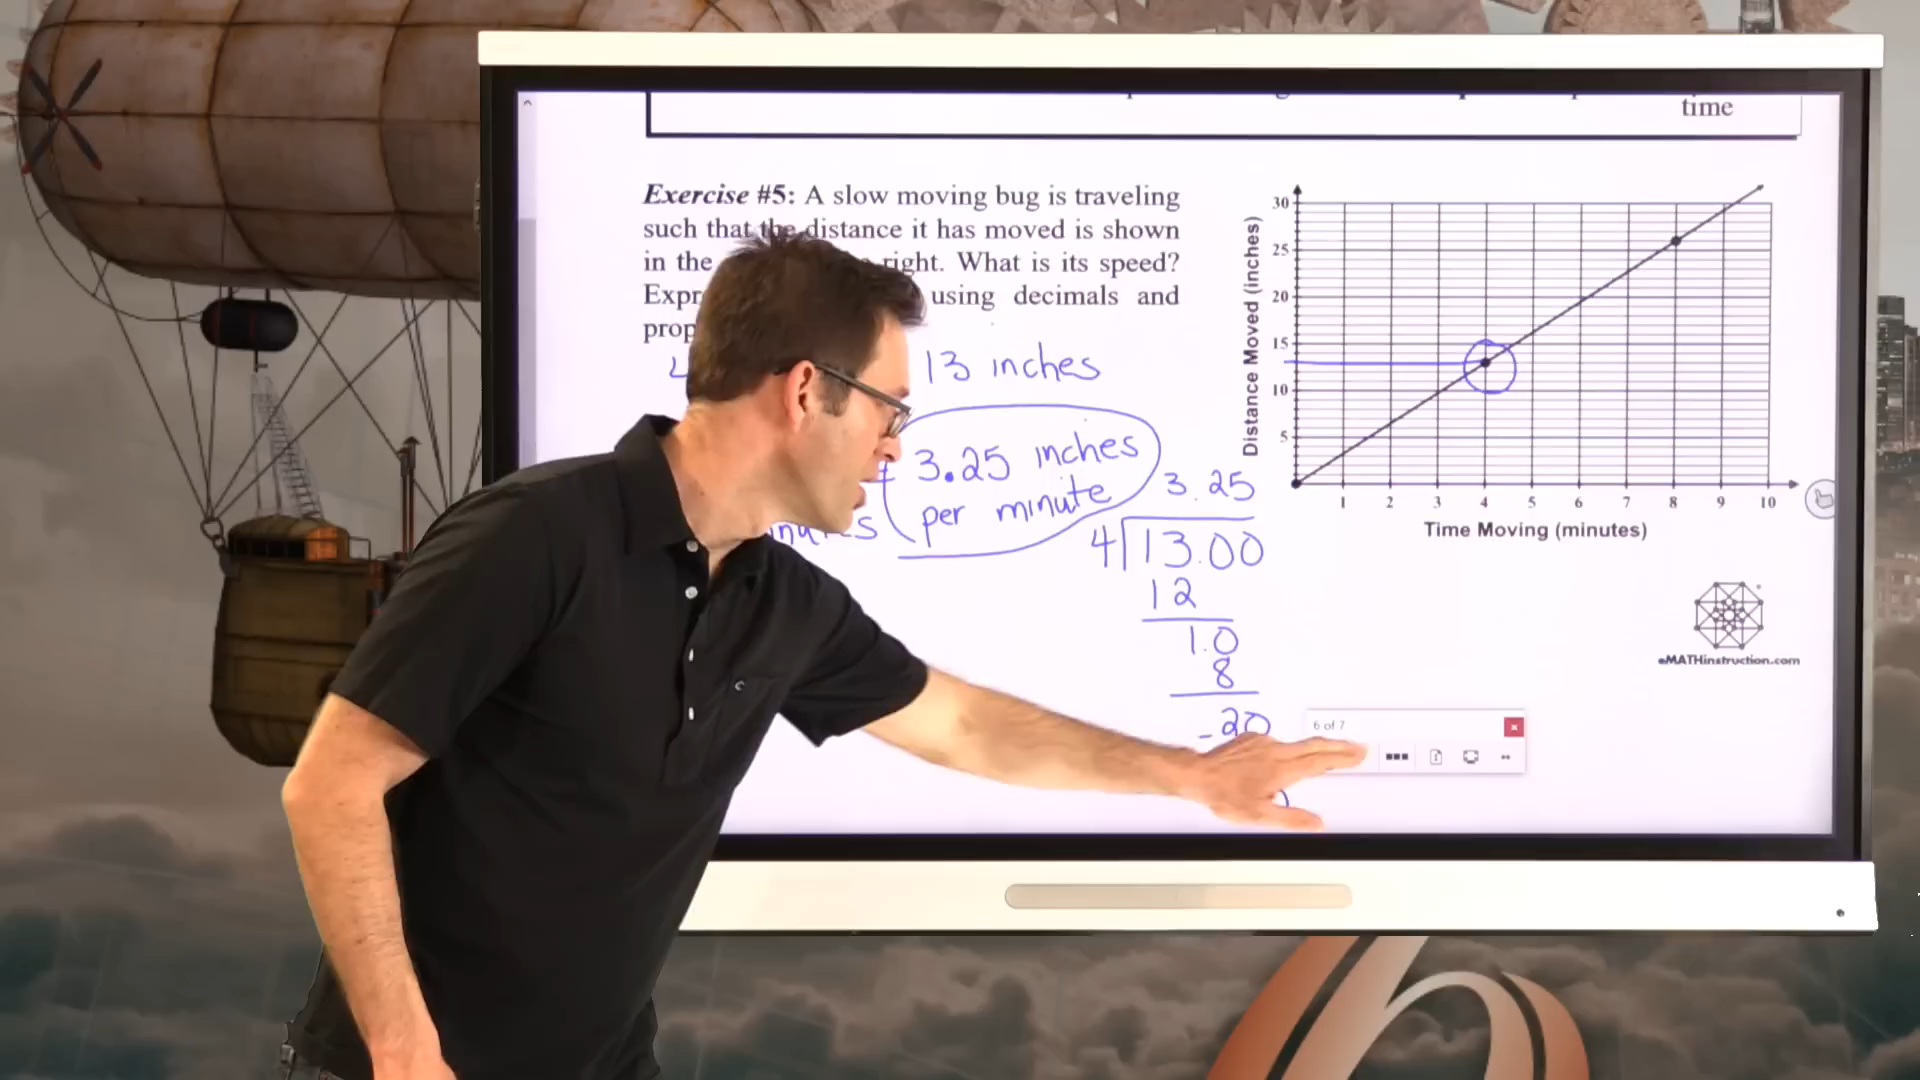 time
Exercise #5: A slow moving bug is traveling
such that the distance it has moved is shown
in the right. What is its speed?
using decimals and
13 inches
= 3.25 inches
per minute
3.25
4 13.00
12
1.0
8
-20
30
25
20
15
10
5
Distance Moved (inches)
1 2 3 4 5 6 7 8 9 10
Time Moving (minutes)
eMATHinstruction.com
6 of 7